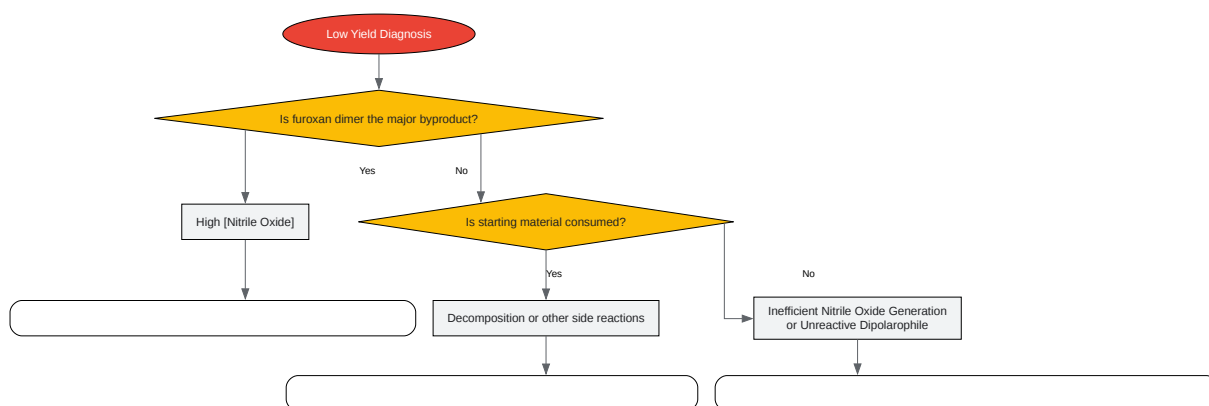 Low Yield Diagnosis
Is furoxan dimer the major byproduct?
Yes
No
High [Nitrile Oxide]
Is starting material consumed?
Yes
No
Decomposition or other side reactions
Inefficient Nitrile Oxide Generation
or Unreactive Dipolarophile